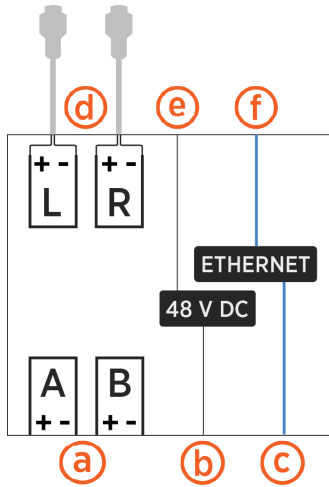 d e f
+ - + -
L R
ETHERNET
48 V DC
A B
+ - + -
a b c